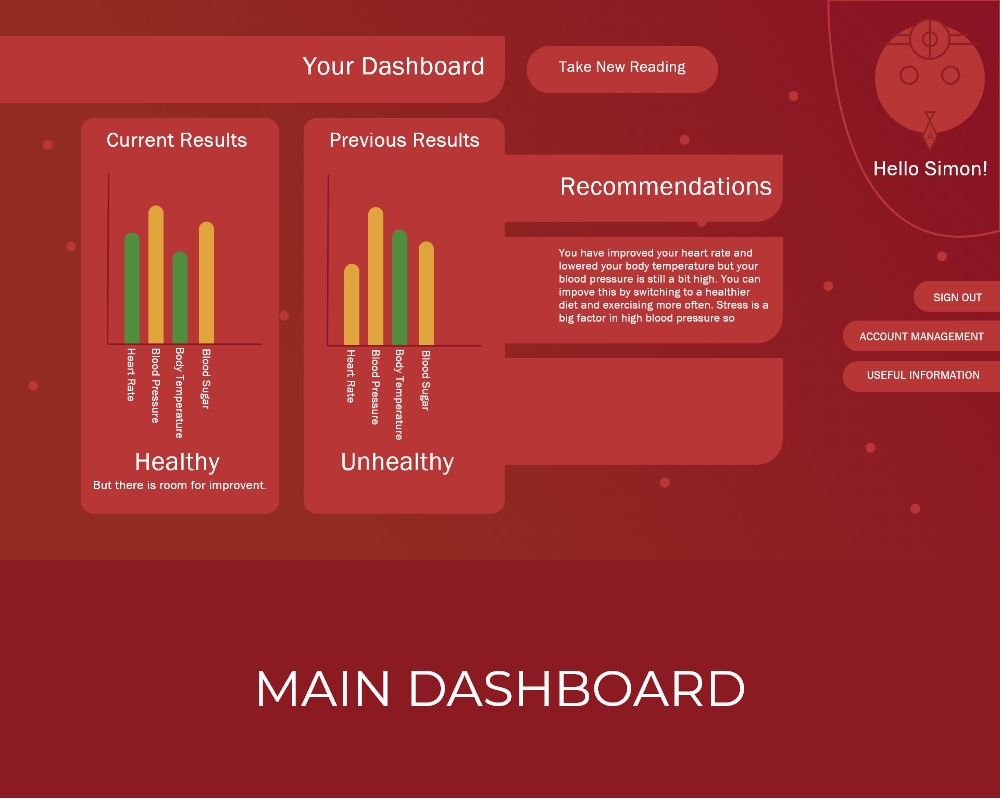 Your Dashboard
Take New Reading
Hello Simon!
Current Results
Heart Rate
Blood Pressure
Body Temperature
Blood Sugar
Healthy
But there is room for improvent.
Previous Results
Heart Rate
Blood Pressure
Body Temperature
Blood Sugar
Unhealthy
Recommendations
You have improved your heart rate and
lowered your body temperature but your
blood pressure is still a bit high. You can
impove this by switching to a healthier
diet and exercising more often. Stress is a
big factor in high blood pressure so
SIGN OUT
ACCOUNT MANAGEMENT
USEFUL INFORMATION
MAIN DASHBOARD